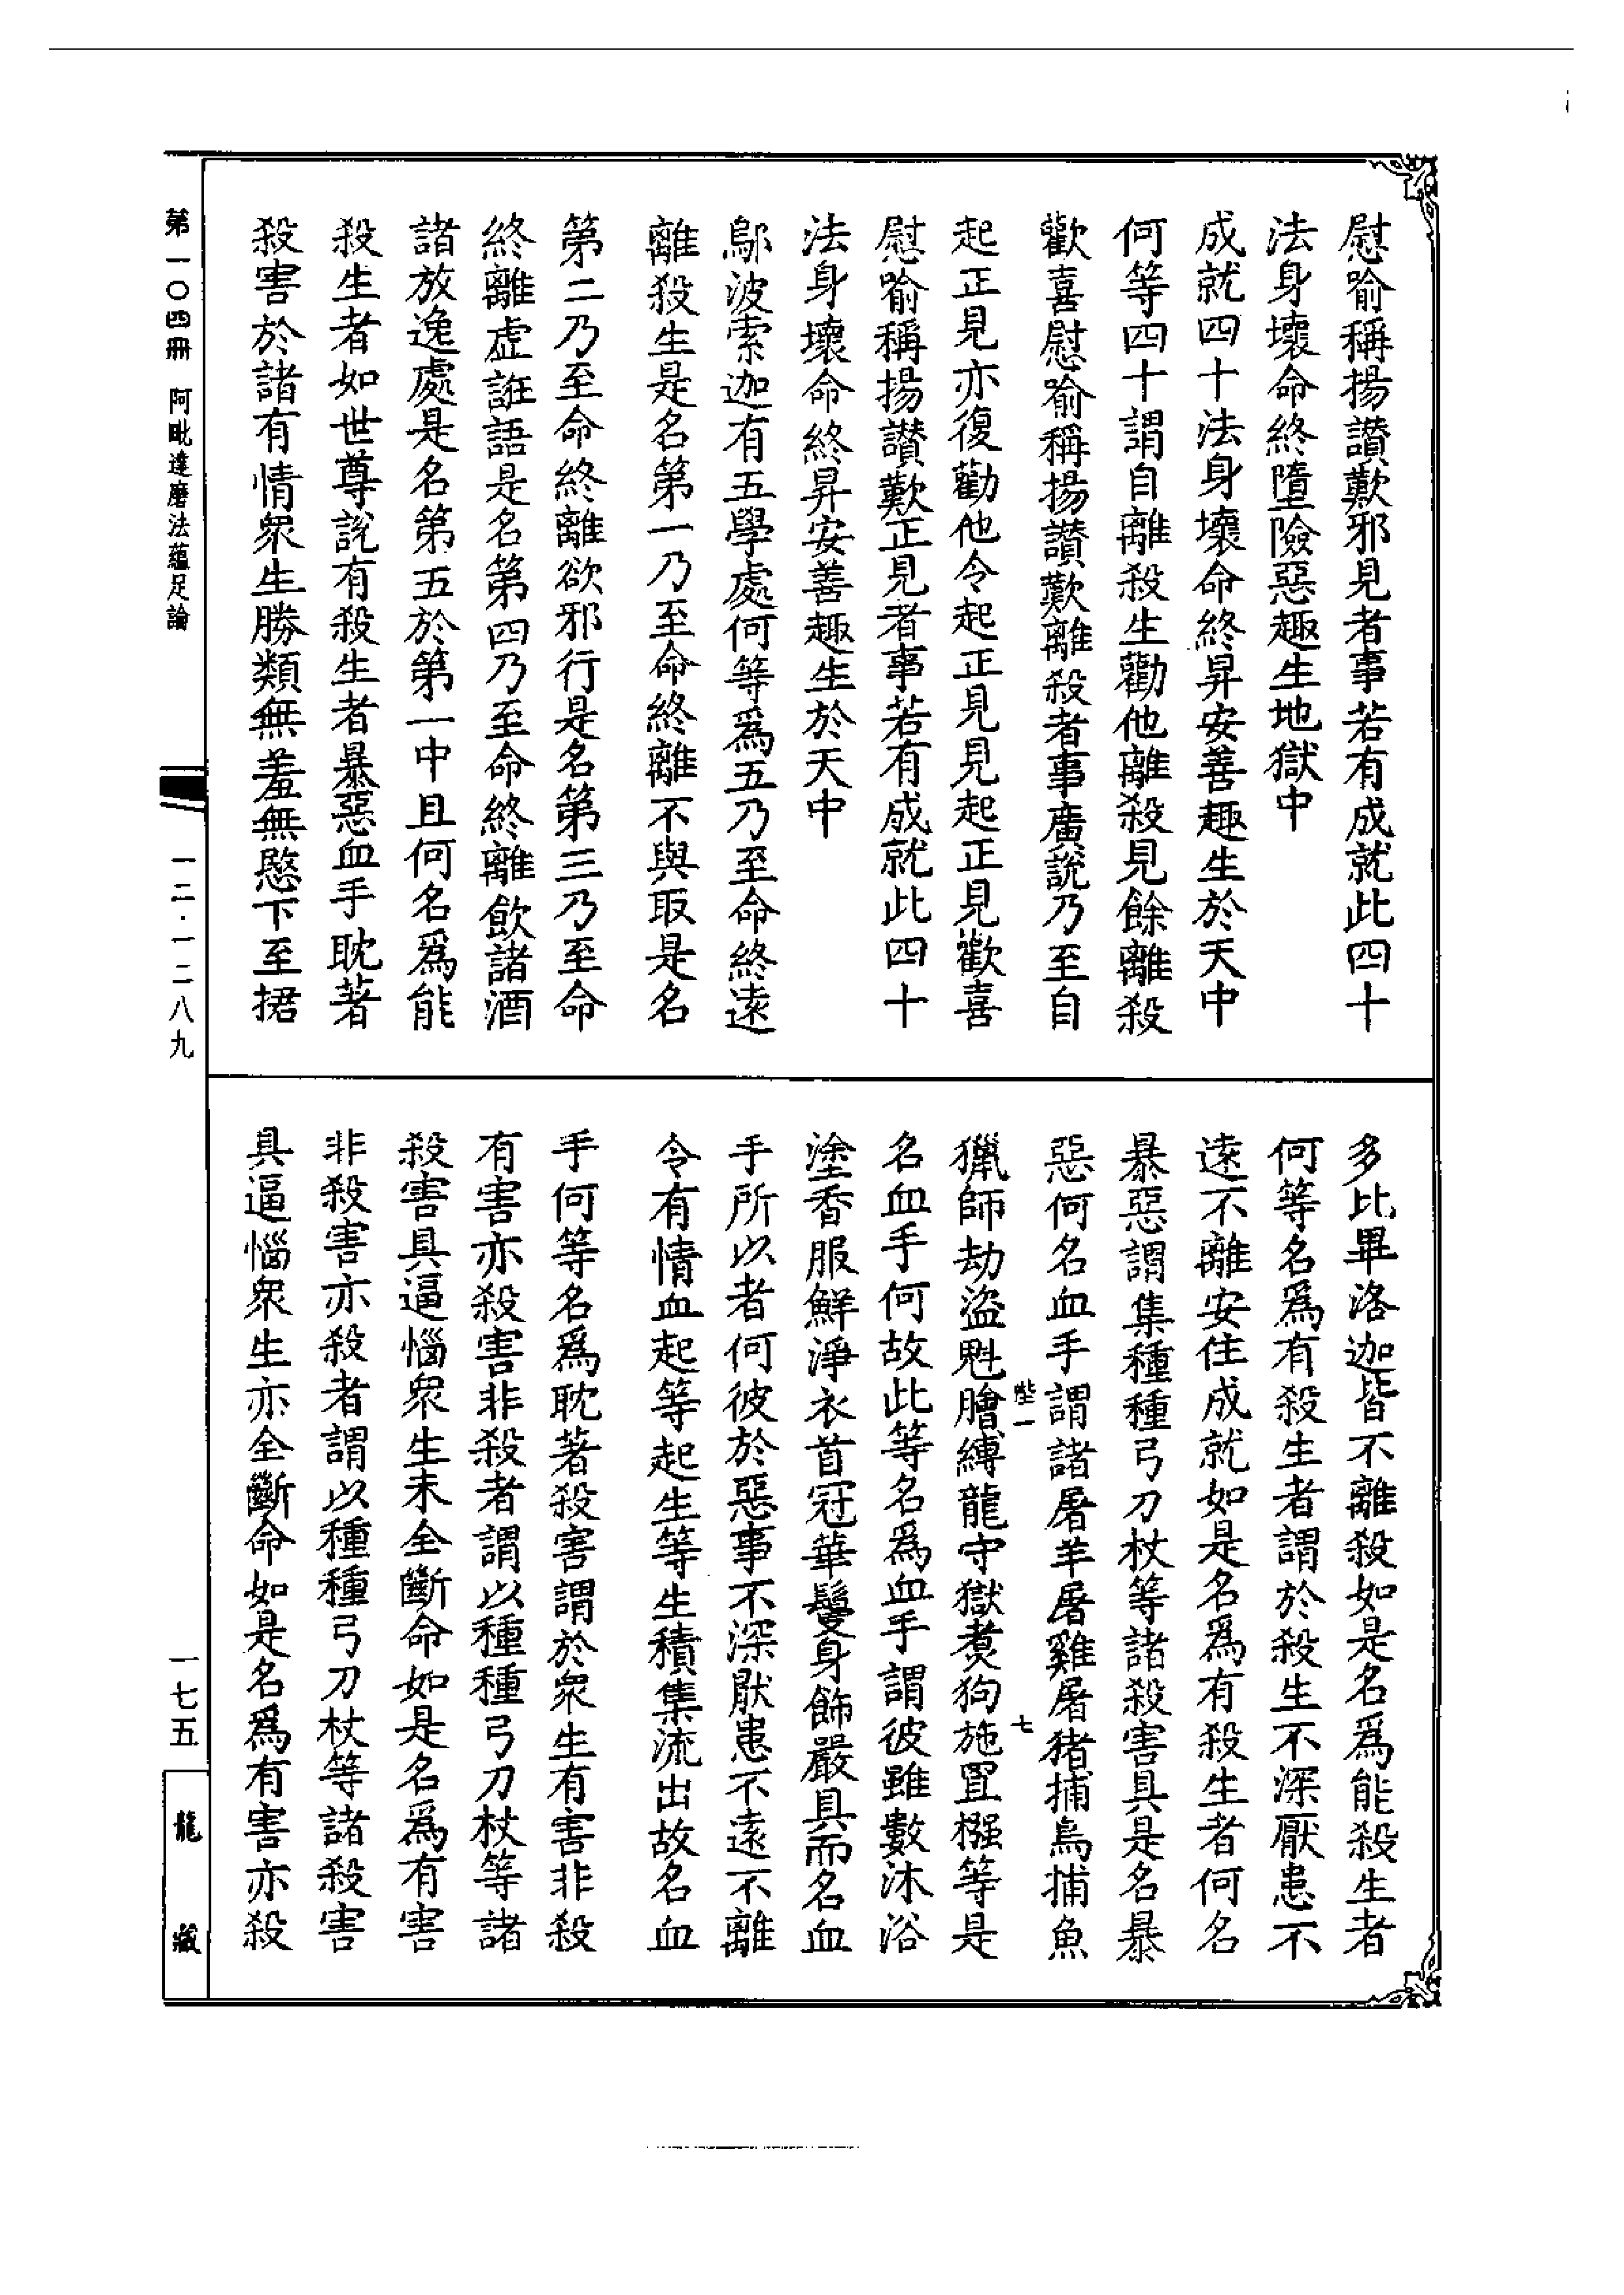 慰喻稱揚讚歎邪見者事若有成就此四十
法身壞命終墮險惡趣生地獄中
成就四十法身壞命終昇安善趣生於天中
何等四十謂自離殺生勸他離殺見餘離殺
歡喜慰喻稱揚讚歎離殺者事廣說乃至自
起正見亦復勸他令起正見見起正見歡喜
慰喻稱揚讚歎正見者事若有成就此四十
法身壞命終昇安善趣生於天中
鄔波索迦有五學處何等爲五乃至命終遠
離殺生是名第一乃至命終離不與取是名
第二乃至命終離欲邪行是名第三乃至命
終離虛誑語是名第四乃至命終離飲諸酒
諸放逸處是名第五於第一中且何名爲能
殺生者如世尊說有殺生者暴惡血手耽著
殺害於諸有情衆生勝類無羞無愍下至捃
多比畢洛迦皆不離殺如是名爲能殺生者
何等名爲有殺生者謂於殺生不深厭患不
遠不離安住成就如是名爲有殺生者何名
暴惡謂集種種弓刀杖等諸殺害具是名暴
惡何名血手謂諸屠羊屠雞屠猪捕鳥捕魚
獵師劫盜魁膾縛龍守獄煑狗施罝㯩等是
名血手何故此等名爲血手謂彼雖數沐浴
塗香服鮮淨衣首冠華鬘身飾嚴具而名血
手所以者何彼於惡事不深厭患不遠不離
令有情血起等起生等生積集流出故名血
手何等名爲耽著殺害謂於衆生有害非殺
有害亦殺害非殺者謂以種種弓刀杖等諸
殺害具逼惱衆生未全斷命如是名爲有害
非殺害亦殺者謂以種種弓刀杖等諸殺害
具逼惱衆生亦全斷命如是名爲有害亦殺
一
七
第一〇四冊 阿毗達磨法蘊足論
一二·一二八九
一七五
龍藏